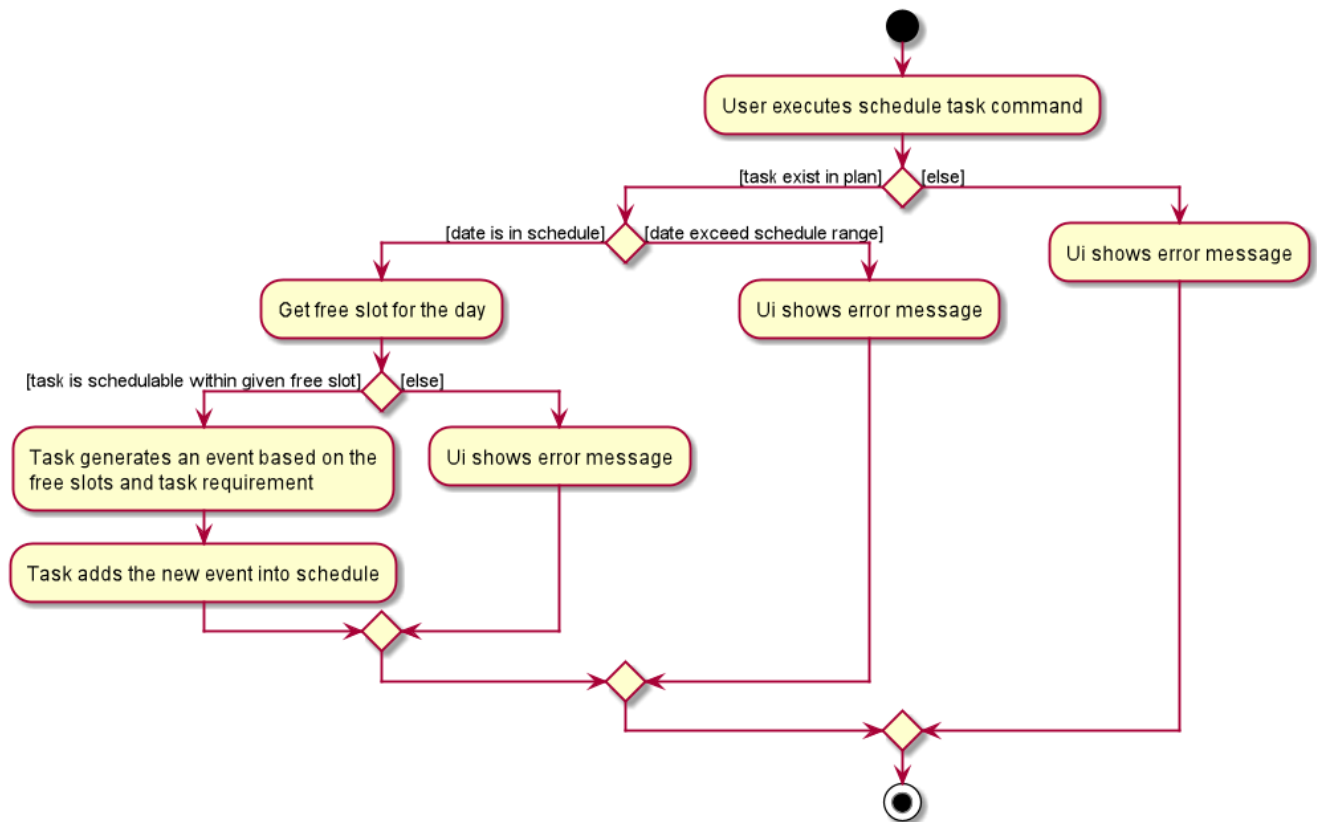 User executes schedule task command
[task exist in plan]
[else]
[date is in schedule]
[date exceed schedule range]
Ui shows error message
Get free slot for the day
Ui shows error message
[task is schedulable within given free slot]
[else]
Task generates an event based on the
free slots and task requirement
Ui shows error message
Task adds the new event into schedule